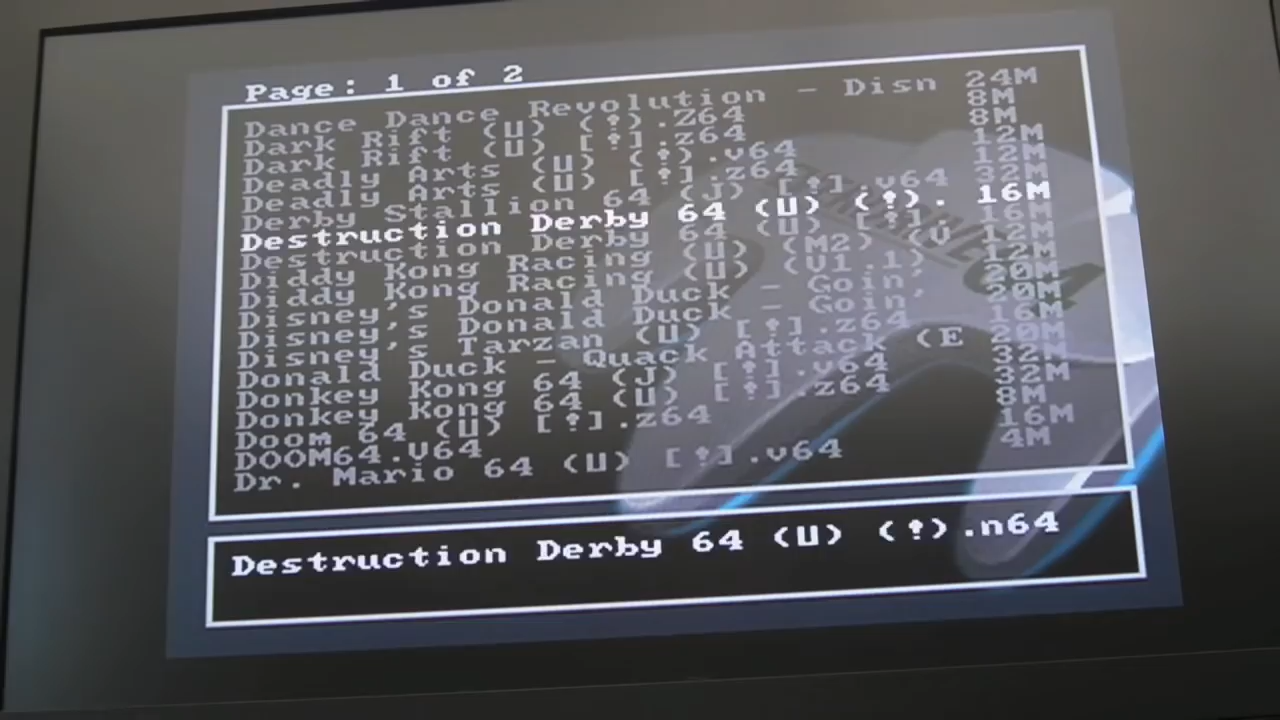 Page: 1 of 2
Dance Dance Revolution - Disn 24M
Dark Rift (U) (!).Z64 8M
Dark Rift (U) [!].z64 8M
Deadly Arts (U) (!).v64 12M
Deadly Arts (U) [!].z64 12M
Derby Stallion 64 (J) [!].v64 32M
Destruction Derby 64 (U) (!). 16M
Destruction Derby 64 (U) [!] 16M
Diddy Kong Racing (U) (M2) (V 12M
Diddy Kong Racing (U) (V1.1) 12M
Disney's Donald Duck - Goin' 20M
Disney's Donald Duck - Goin' 20M
Disney's Tarzan (U) [!].z64 16M
Donald Duck - Quack Attack (E 20M
Donkey Kong 64 (J) [!].v64 32M
Donkey Kong 64 (U) [!].z64 32M
Doom 64 (U) [!].z64 8M
DOOM64.V64 16M
Dr. Mario 64 (U) [!].v64 4M
Destruction Derby 64 (U) (!).n64